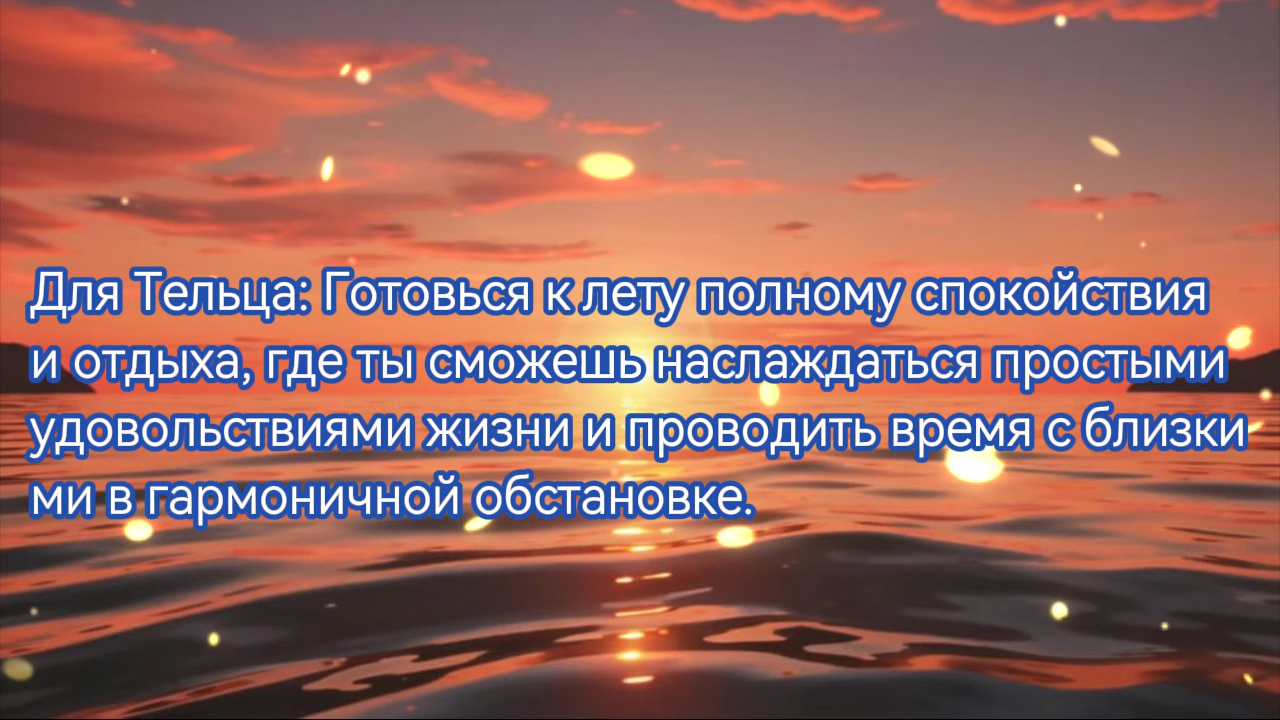 Для Тельца: Готовься к лету полному спокойствия
и отдыха, где ты сможешь наслаждаться простыми
удовольствиями жизни и проводить время с близки
ми в гармоничной обстановке.